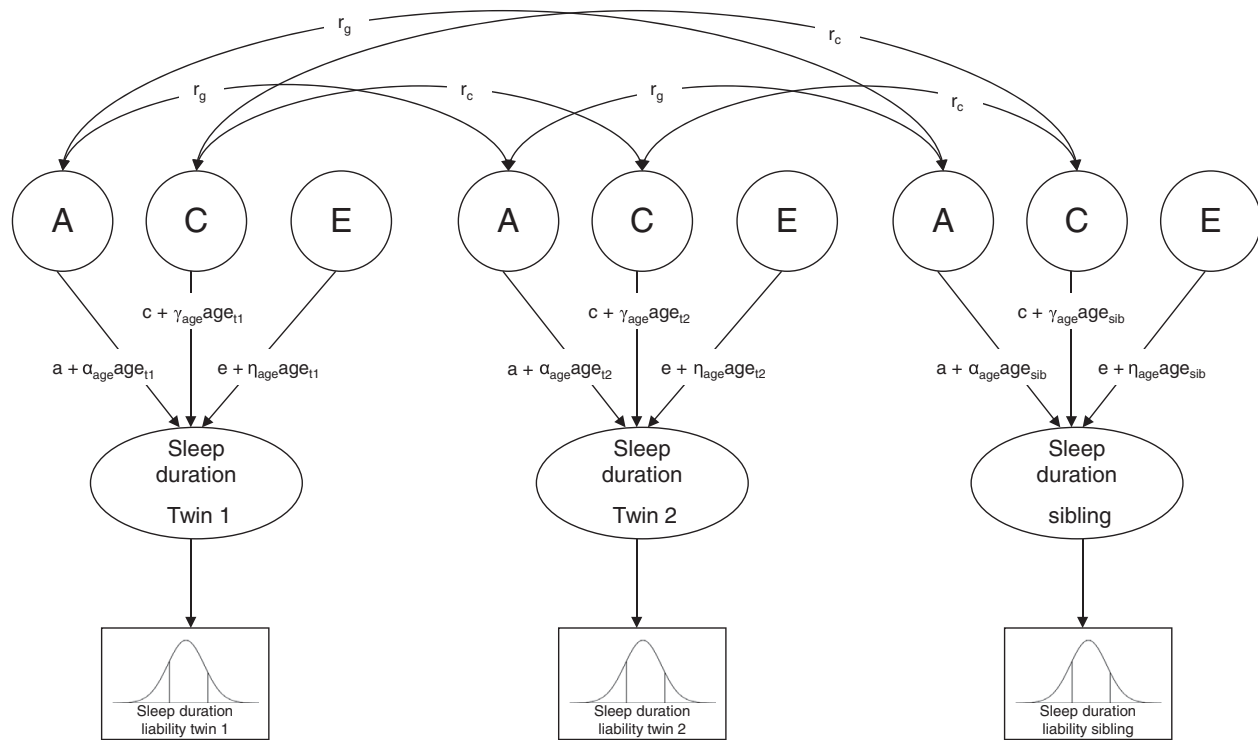 r_g
r_c
r_g
r_c
r_g
r_c
A
C
E
A
C
E
A
C
E
c + γ_age age_t1
c + γ_age age_t2
c + γ_age age_sib
a + α_age age_t1
e + η_age age_t1
a + α_age age_t2
e + η_age age_t2
a + α_age age_sib
e + η_age age_sib
Sleep
duration
Twin 1
Sleep
duration
Twin 2
Sleep
duration
sibling
Sleep duration
liability twin 1
Sleep duration
liability twin 2
Sleep duration
liability sibling